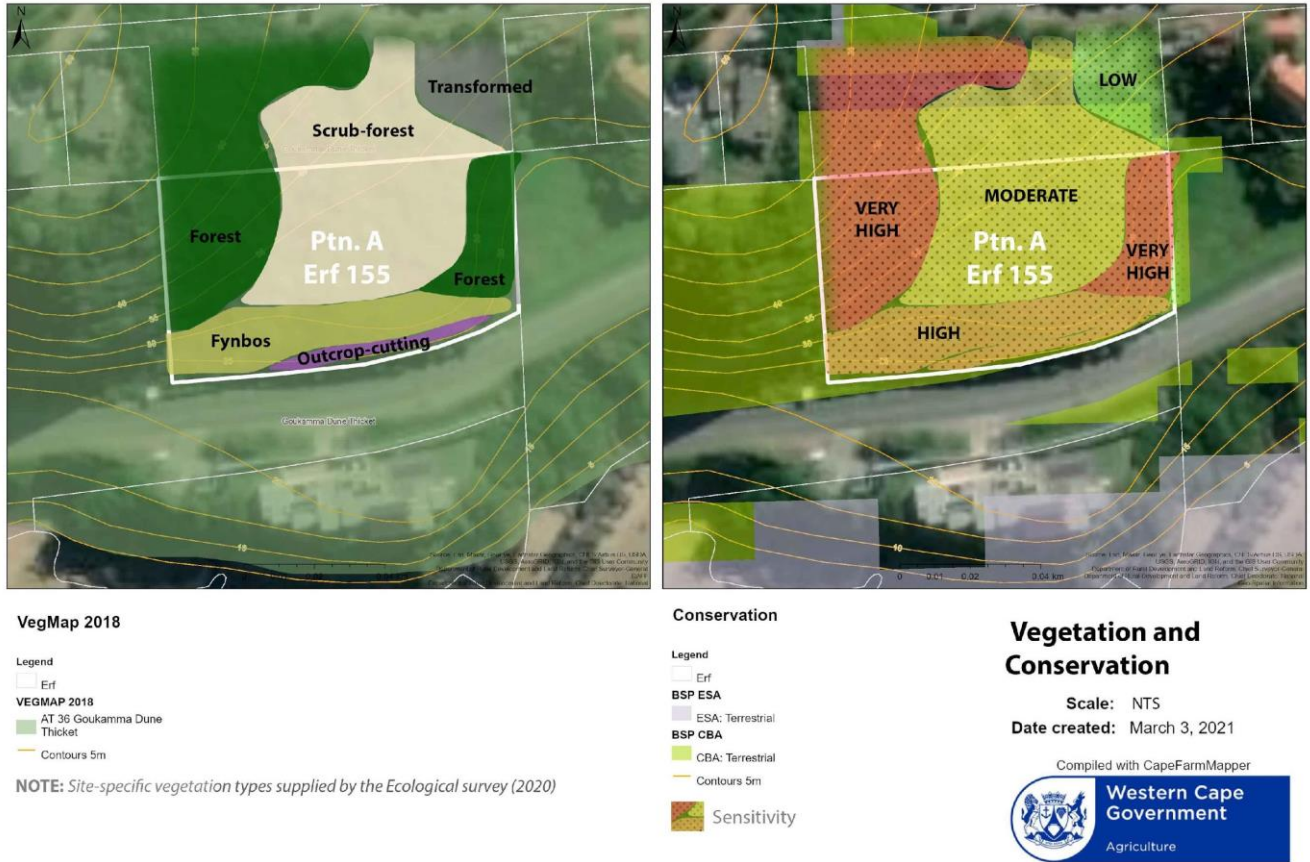 N
Transformed
Scrub-forest
Forest
Ptn. A
Erf 155
Forest
Fynbos
Outcrop-cutting
Goukamma Dune Thicket
10
N
LOW
MODERATE
VERY
HIGH
Ptn. A
Erf 155
VERY
HIGH
HIGH
10
0 0.01 0.02 0.04 km
VegMap 2018
Legend
Erf
VEGMAP 2018
AT 36 Goukamma Dune
Thicket
Contours 5m
NOTE: Site-specific vegetation types supplied by the Ecological survey (2020)
Conservation
Legend
Erf
BSP ESA
ESA: Terrestrial
BSP CBA
CBA: Terrestrial
Contours 5m
Sensitivity
Vegetation and
Conservation
Scale: NTS
Date created: March 3, 2021
Compiled with CapeFarmMapper
Western Cape
Government
Agriculture